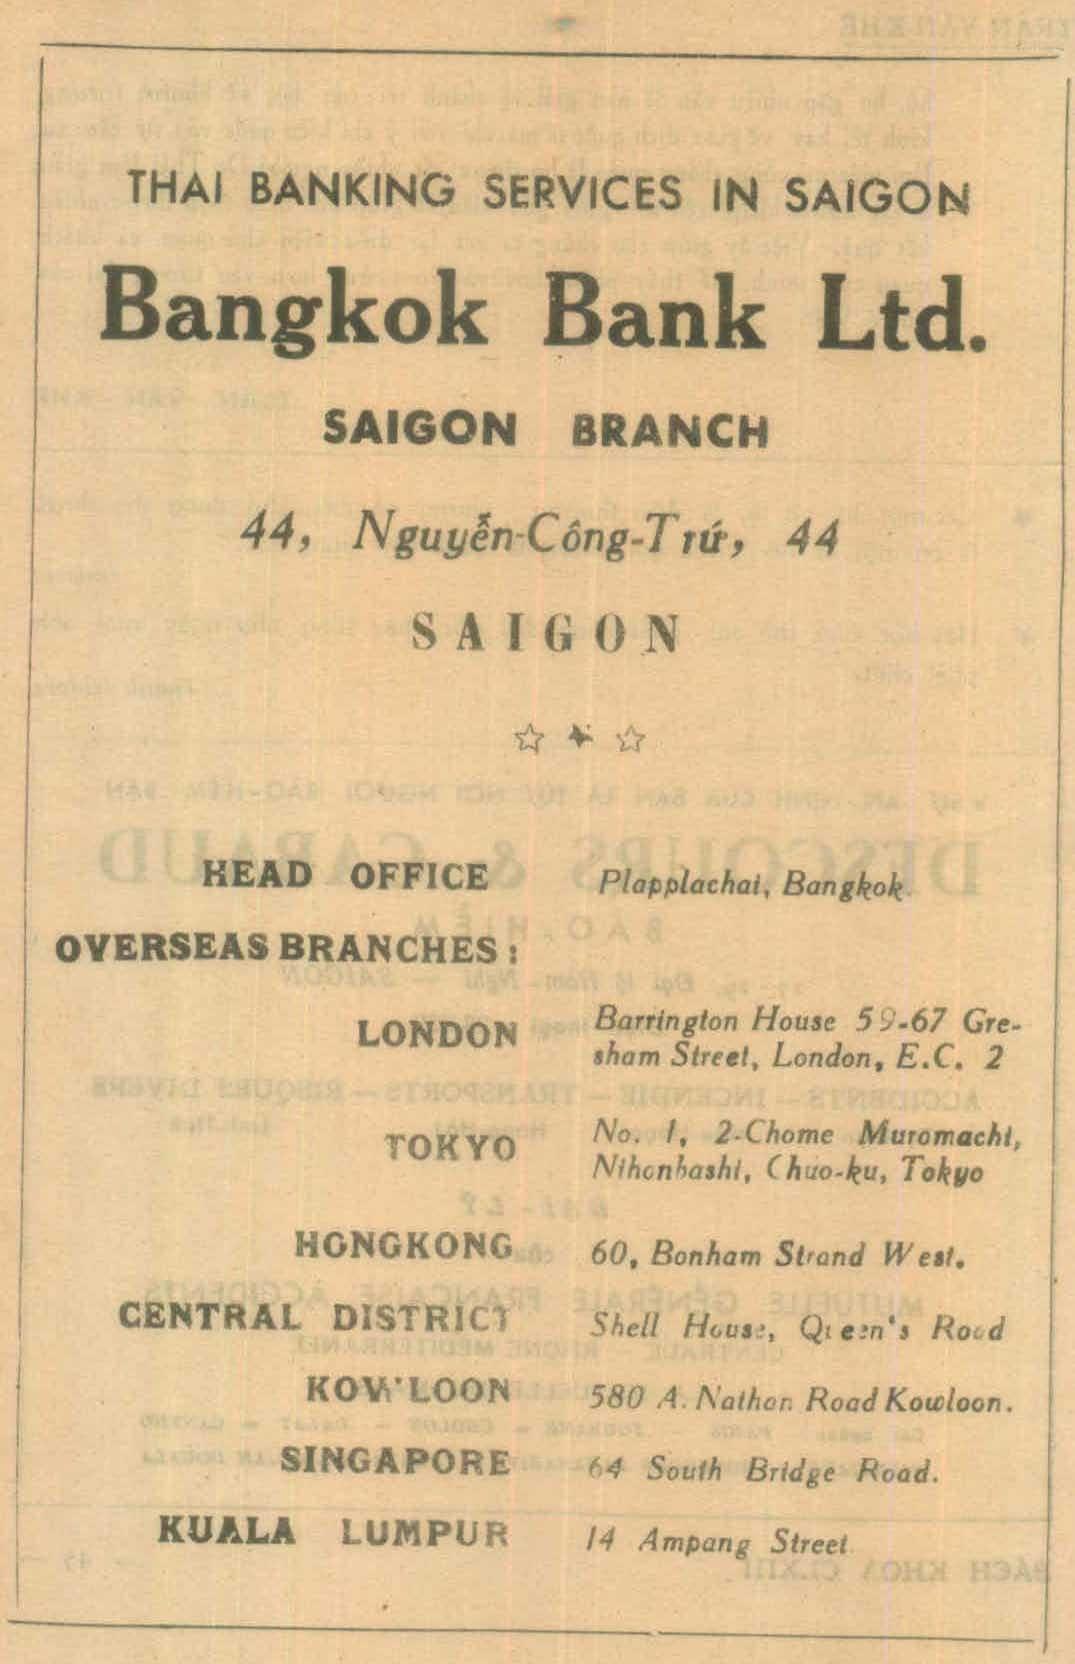 THAI BANKING SERVICES IN SAIGON
Bangkok Bank Ltd.
SAIGON BRANCH
44, Nguyễn-Công-Trứ, 44
SAIGON
HEAD OFFICE Plapplachai, Bangkok.
OVERSEAS BRANCHES :
LONDON Barrington House 59-67 Gre-
sham Street, London, E.C. 2
TOKYO No. 1, 2-Chome Muromachi,
Nihonbashi, Chuo-ku, Tokyo
HONGKONG 60, Bonham Strand West.
CENTRAL DISTRICT Shell House, Queen's Road
KOW'LOON 580 A. Nathan Road Kowloon.
SINGAPORE 64 South Bridge Road.
KUALA LUMPUR 14 Ampang Street